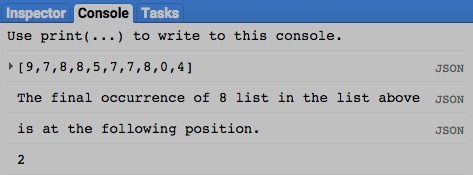 Inspector Console Tasks
Use print(...) to write to this console.
[9,7,8,8,5,7,7,8,0,4] JSON
The final occurrence of 8 list in the list above JSON
is at the following position. JSON
2